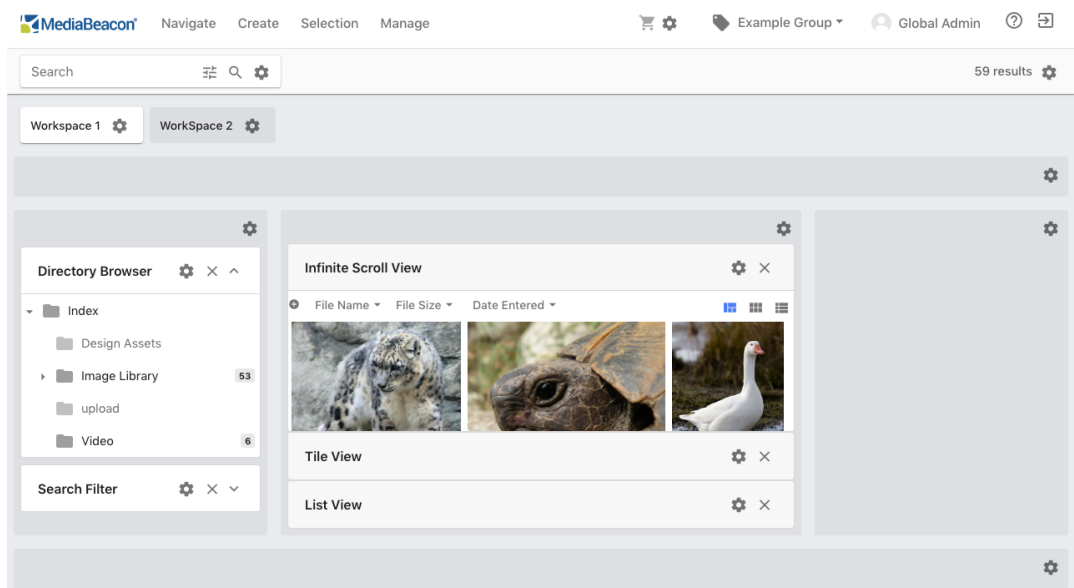 MediaBeacon® Navigate Create Selection Manage Example Group Global Admin
Search 59 results
Workspace 1 WorkSpace 2
Directory Browser
Index
Design Assets
Image Library 53
upload
Video 6
Search Filter
Infinite Scroll View
File Name File Size Date Entered
Tile View
List View